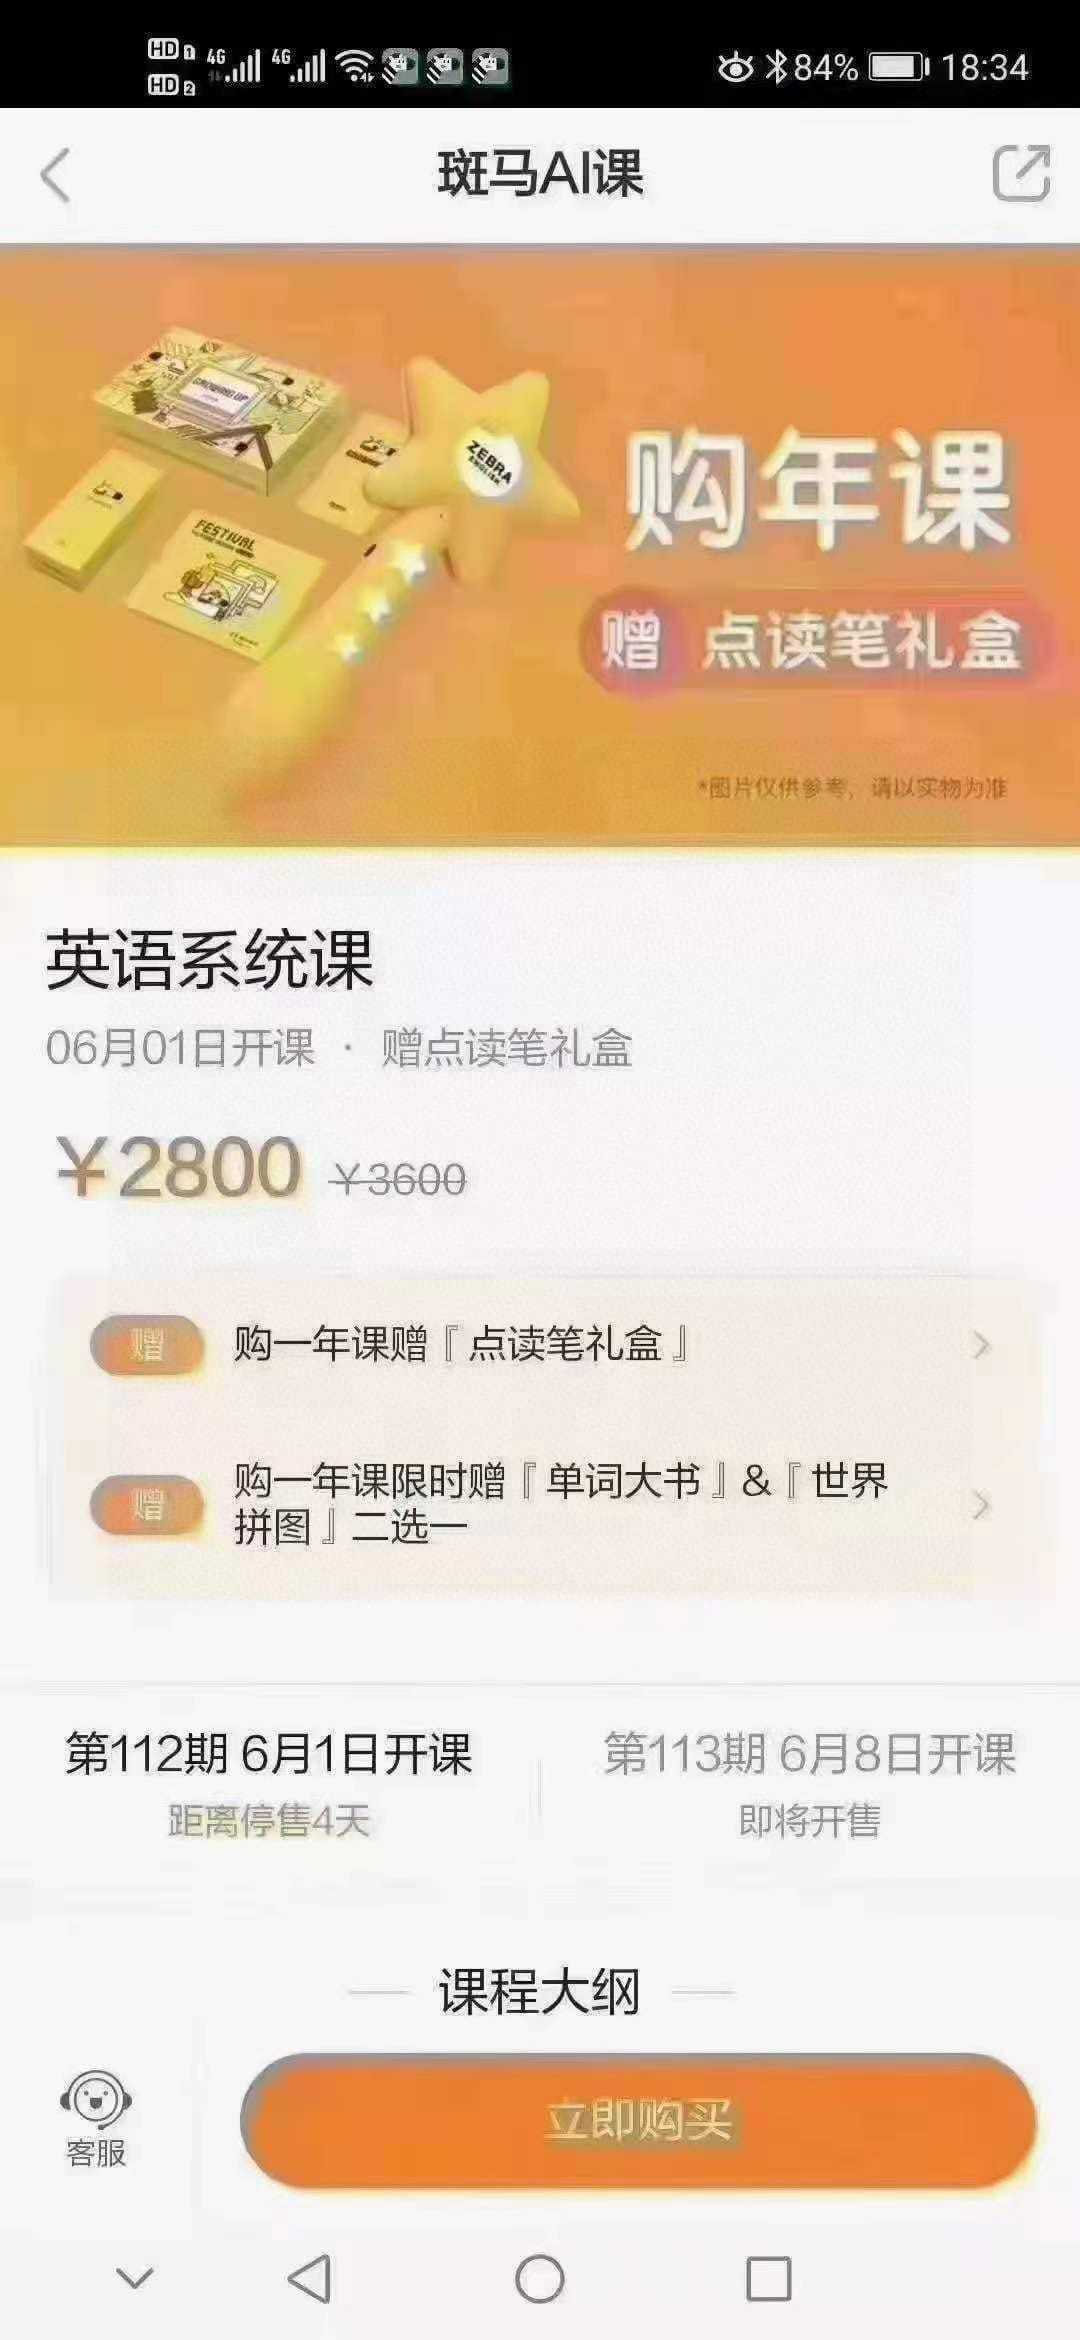 HD 1 4G 4G 84% 18:34
HD 2
斑马AI课
GROWING UP
ZEBRA
ENGLISH
FESTIVAL
购年课
赠 点读笔礼盒
*图片仅供参考，请以实物为准
英语系统课
06月01日开课 · 赠点读笔礼盒
￥2800 ￥3600
赠 购一年课赠『点读笔礼盒』
赠 购一年课限时赠『单词大书』&『世界
拼图』二选一
第112期 6月1日开课
距离停售4天
第113期 6月8日开课
即将开售
课程大纲
客服
立即购买